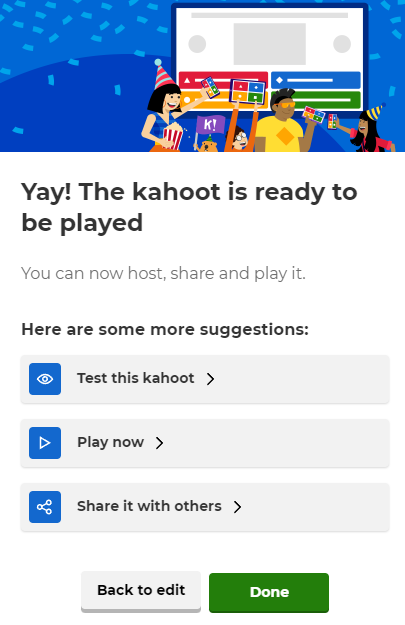 K!
Yay! The kahoot is ready to
be played
You can now host, share and play it.
Here are some more suggestions:
Test this kahoot
Play now
Share it with others
Back to edit
Done